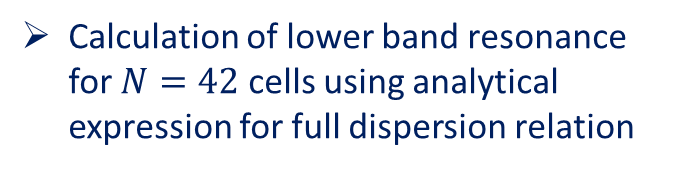 ➢ Calculation of lower band resonance
for N = 42 cells using analytical
expression for full dispersion relation